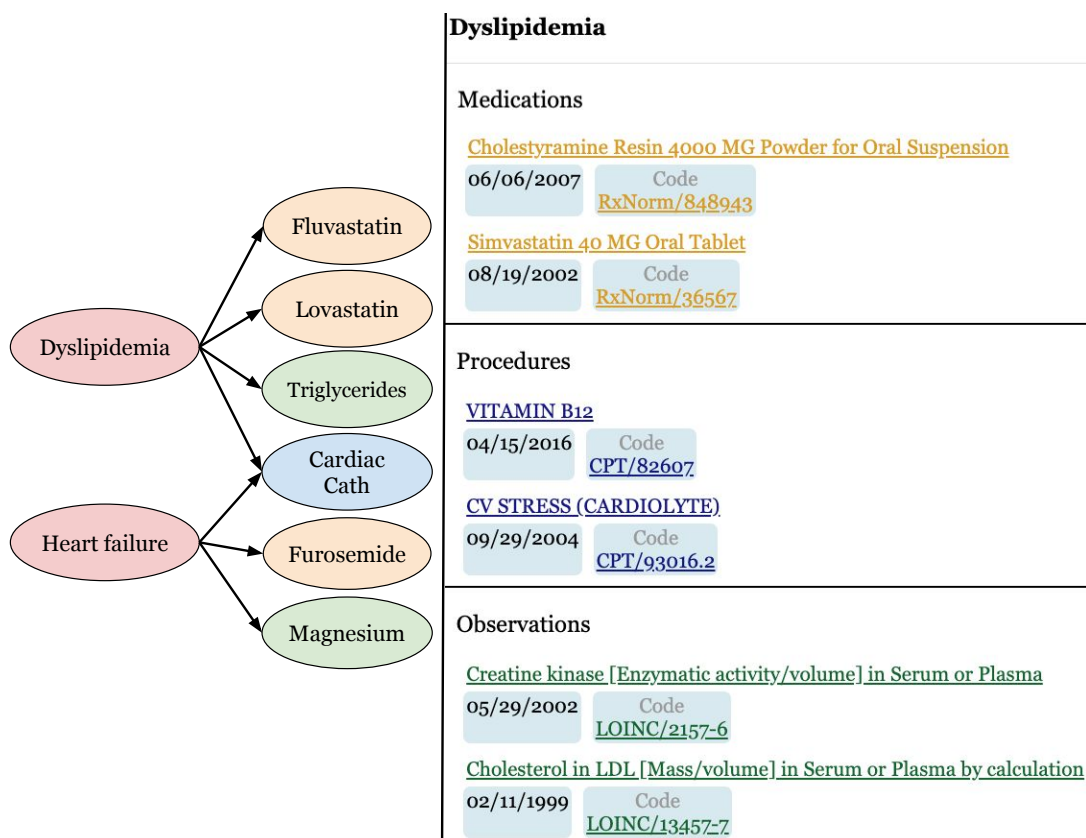 Fluvastatin
Lovastatin
Dyslipidemia
Triglycerides
Cardiac
Cath
Heart failure
Furosemide
Magnesium
Dyslipidemia
Medications
Cholestyramine Resin 4000 MG Powder for Oral Suspension
06/06/2007 Code
RxNorm/848943
Simvastatin 40 MG Oral Tablet
08/19/2002 Code
RxNorm/36567
Procedures
VITAMIN B12
04/15/2016 Code
CPT/82607
CV STRESS (CARDIOLYTE)
09/29/2004 Code
CPT/93016.2
Observations
Creatine kinase [Enzymatic activity/volume] in Serum or Plasma
05/29/2002 Code
LOINC/2157-6
Cholesterol in LDL [Mass/volume] in Serum or Plasma by calculation
02/11/1999 Code
LOINC/13457-7